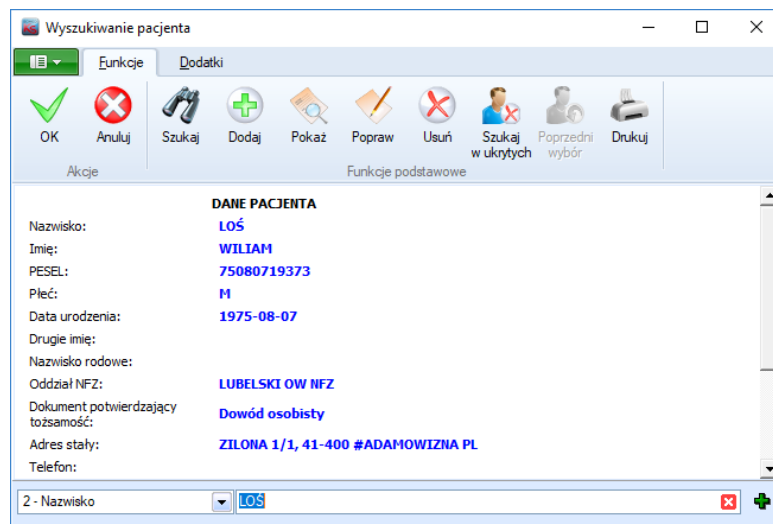 Wyszukiwanie pacjenta
Funkcje Dodatki
OK Anuluj Szukaj Dodaj Pokaż Popraw Usuń Szukaj w ukrytych Poprzedni wybór Drukuj
Akcje Funkcje podstawowe
DANE PACJENTA
Nazwisko: LOŚ
Imię: WILIAM
PESEL: 75080719373
Płeć: M
Data urodzenia: 1975-08-07
Drugie imię:
Nazwisko rodowe:
Oddział NFZ: LUBELSKI OW NFZ
Dokument potwierdzający tożsamość: Dowód osobisty
Adres stały: ZILONA 1/1, 41-400 #ADAMOWIZNA PL
Telefon:
2 - Nazwisko LOŚ